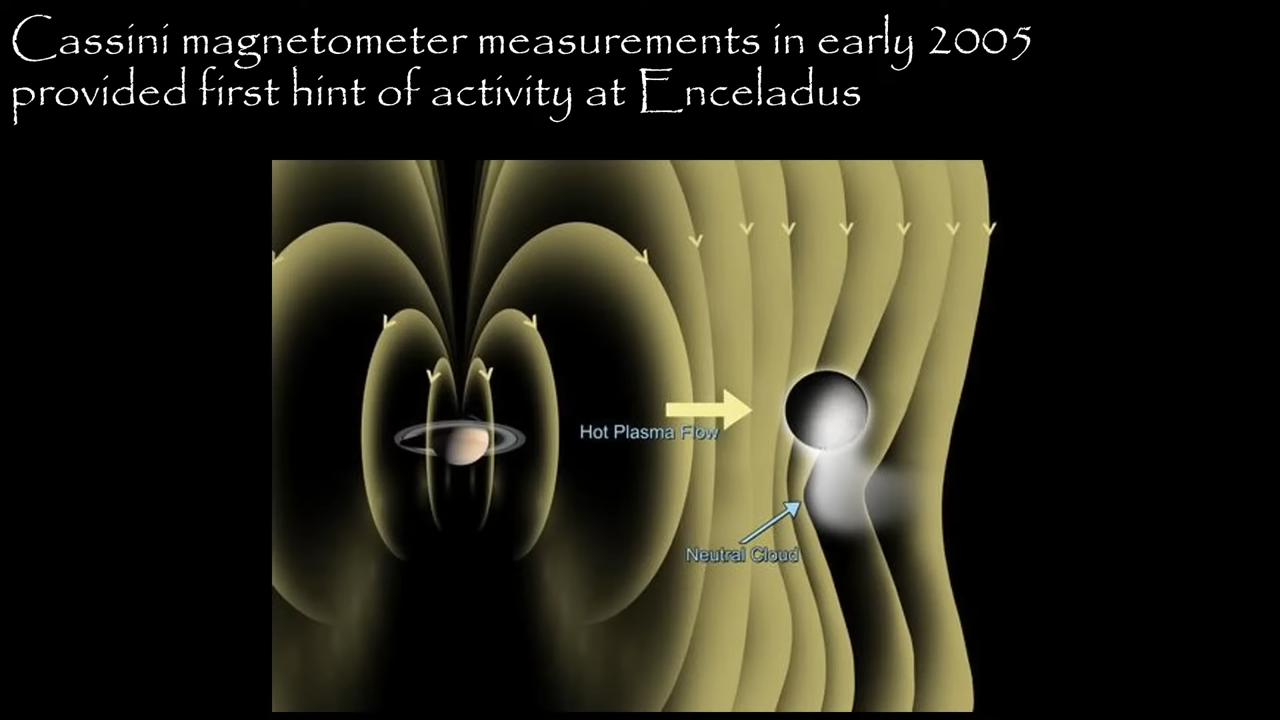 Cassini magnetometer measurements in early 2005
provided first hint of activity at Enceladus
Hot Plasma Flow
Neutral Cloud